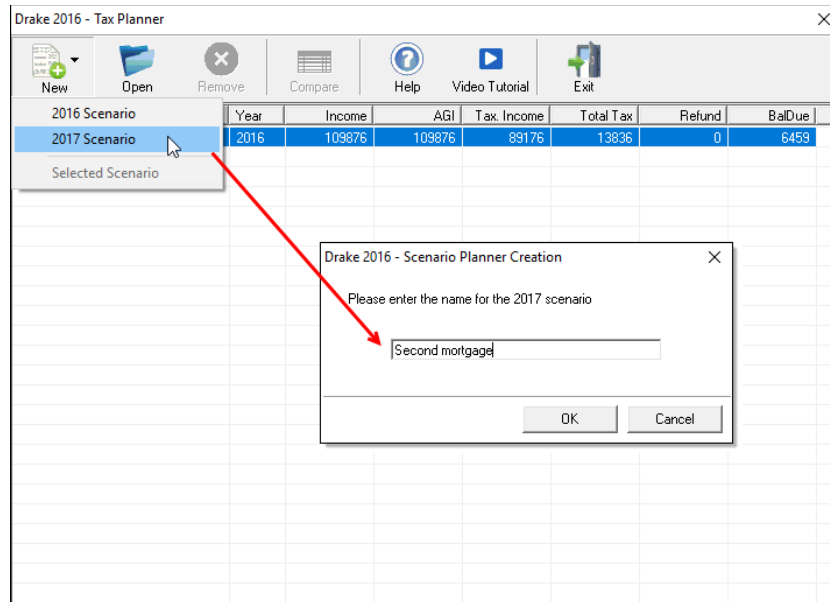 Drake 2016 - Tax Planner
New Open Remove Compare Help Video Tutorial Exit
2016 Scenario
2017 Scenario
Selected Scenario
Year Income AGI Tax. Income Total Tax Refund BalDue
2016 109876 109876 89176 13836 0 6459
Drake 2016 - Scenario Planner Creation
Please enter the name for the 2017 scenario
Second mortgage
OK Cancel